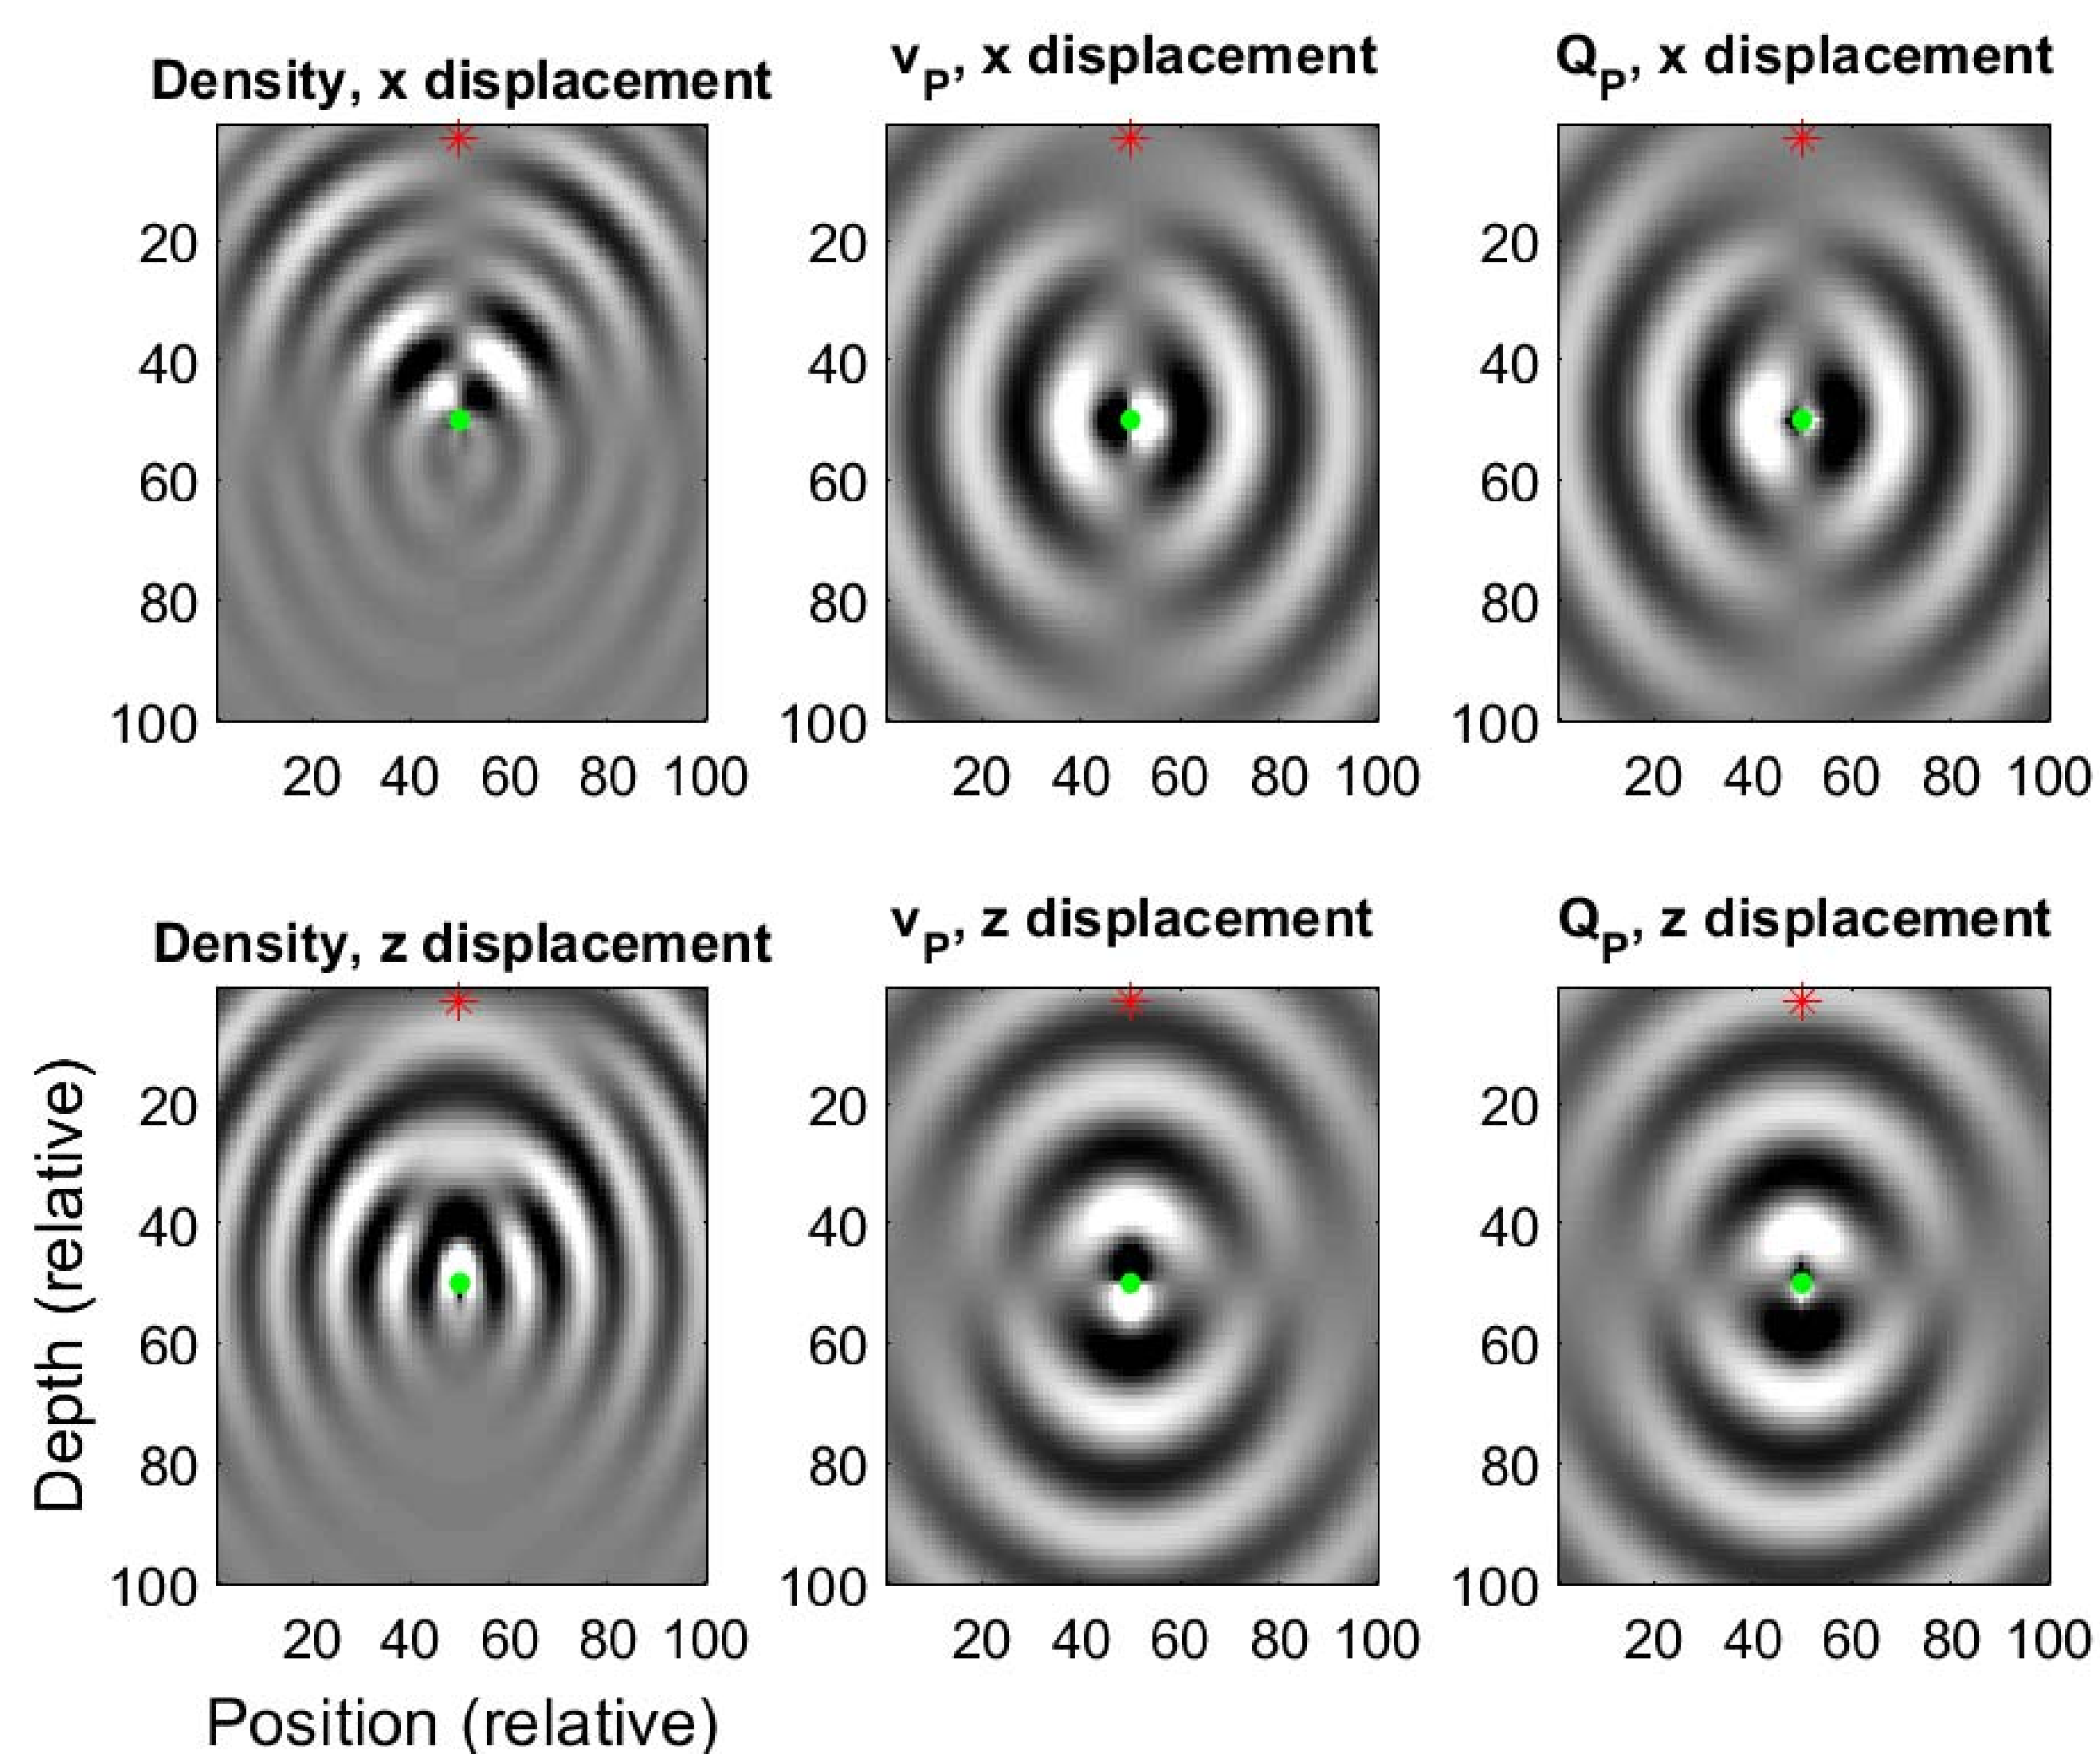 Density, x displacement
v_P, x displacement
Q_P, x displacement
20
40
60
80
100
20 40 60 80 100
20
40
60
80
100
20 40 60 80 100
20
40
60
80
100
20 40 60 80 100
Density, z displacement
v_P, z displacement
Q_P, z displacement
Depth (relative)
20
40
60
80
100
20 40 60 80 100
Position (relative)
20
40
60
80
100
20 40 60 80 100
20
40
60
80
100
20 40 60 80 100